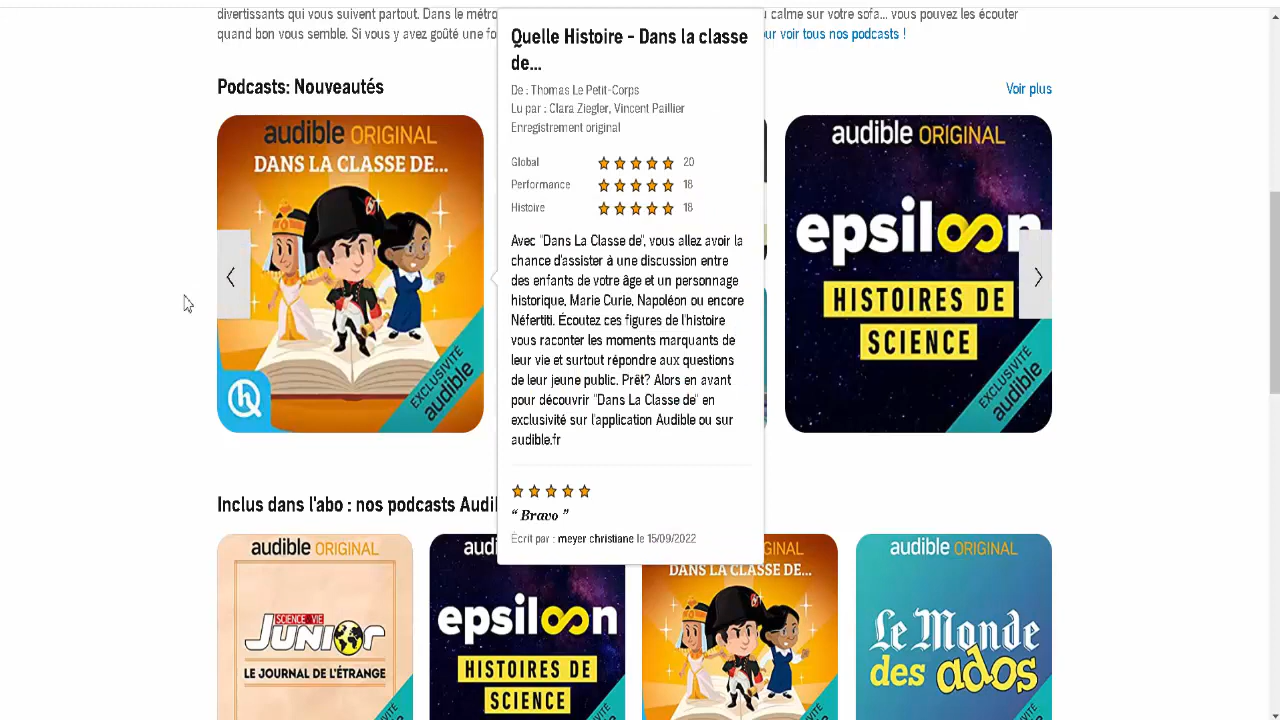 divertissants qui vous suivent partout. Dans le métro
u calme sur votre sofa... vous pouvez les écouter
quand bon vous semble. Si vous y avez goûté une fo
ur voir tous nos podcasts !
Podcasts: Nouveautés
Voir plus
audible ORIGINAL
DANS LA CLASSE DE...
EXCLUSIVITÉ
audible
Quelle Histoire - Dans la classe
de...
De : Thomas Le Petit-Corps
Lu par : Clara Ziegler, Vincent Paillier
Enregistrement original
Global 20
Performance 18
Histoire 18
Avec "Dans La Classe de", vous allez avoir la
chance d'assister à une discussion entre
des enfants de votre âge et un personnage
historique, Marie Curie, Napoléon ou encore
Néfertiti. Écoutez ces figures de l'histoire
vous raconter les moments marquants de
leur vie et surtout répondre aux questions
de leur jeune public. Prêt? Alors en avant
pour découvrir "Dans La Classe de" en
exclusivité sur l'application Audible ou sur
audible.fr
“ Bravo ”
Écrit par : meyer christiane le 15/09/2022
audible ORIGINAL
epsiloon
HISTOIRES DE
SCIENCE
EXCLUSIVITÉ
audible
Inclus dans l'abo : nos podcasts Audi
audible ORIGINAL
SCIENCE & VIE
JUNIOR
LE JOURNAL DE L'ÉTRANGE
audi
epsiloon
HISTOIRES DE
SCIENCE
GINAL
DANS LA CLASSE DE...
audible ORIGINAL
Le Monde
des ados